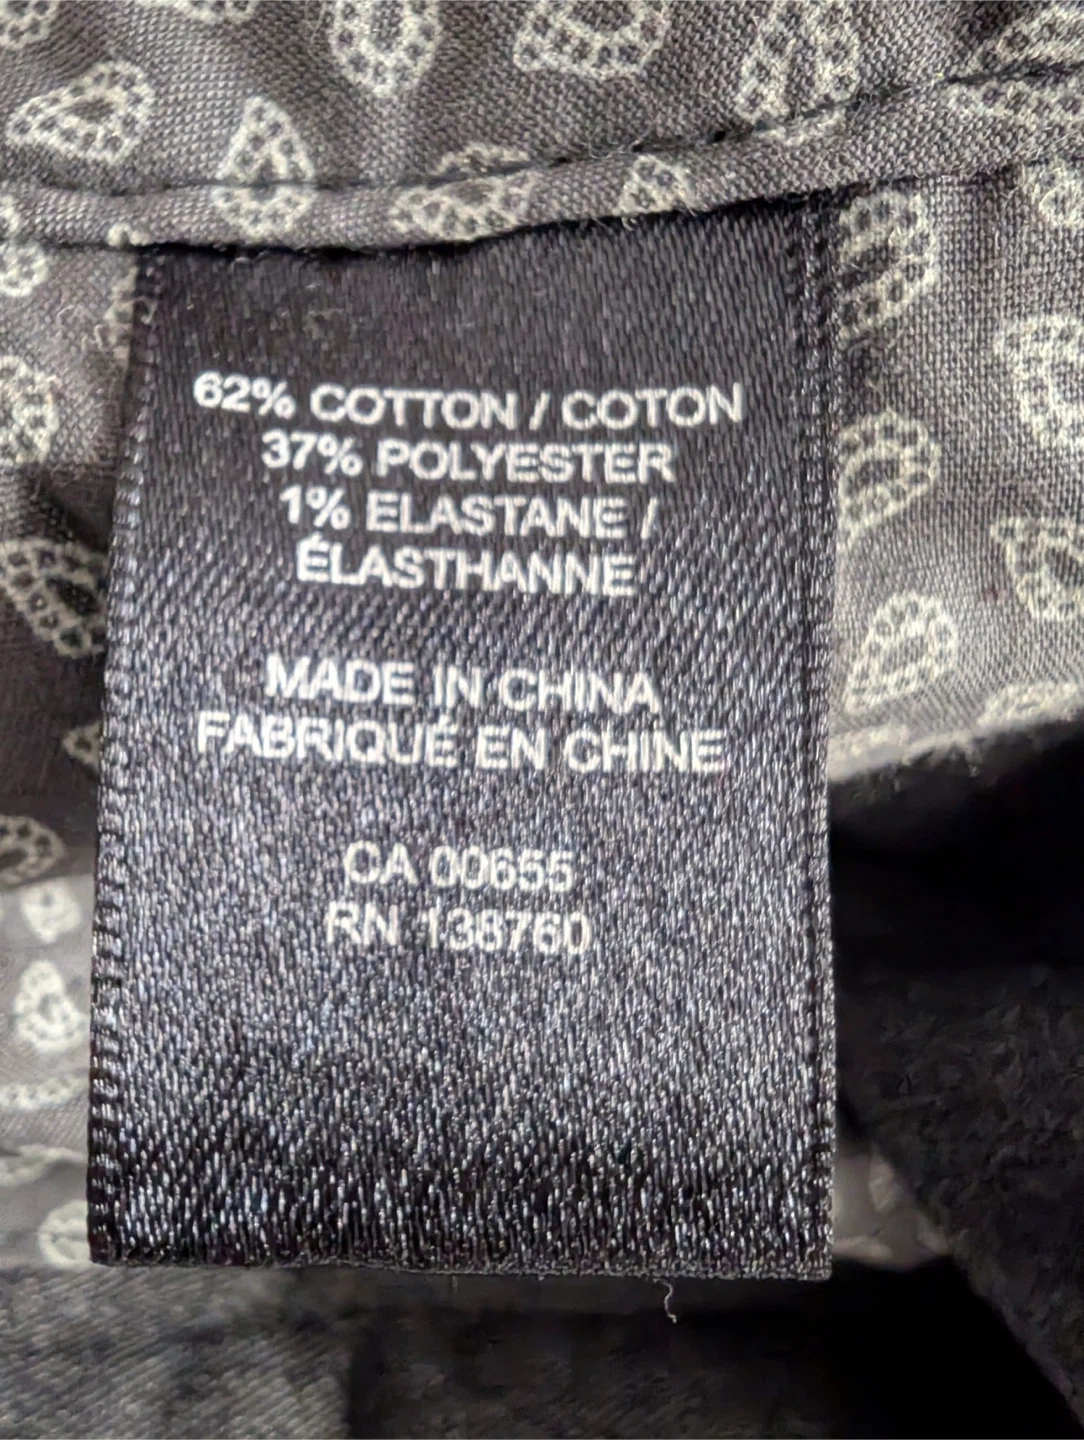 62% COTTON / COTON
37% POLYESTER
1% ELASTANE /
ÉLASTHANNE
MADE IN CHINA
FABRIQUÉ EN CHINE
CA 00655
RN 138760